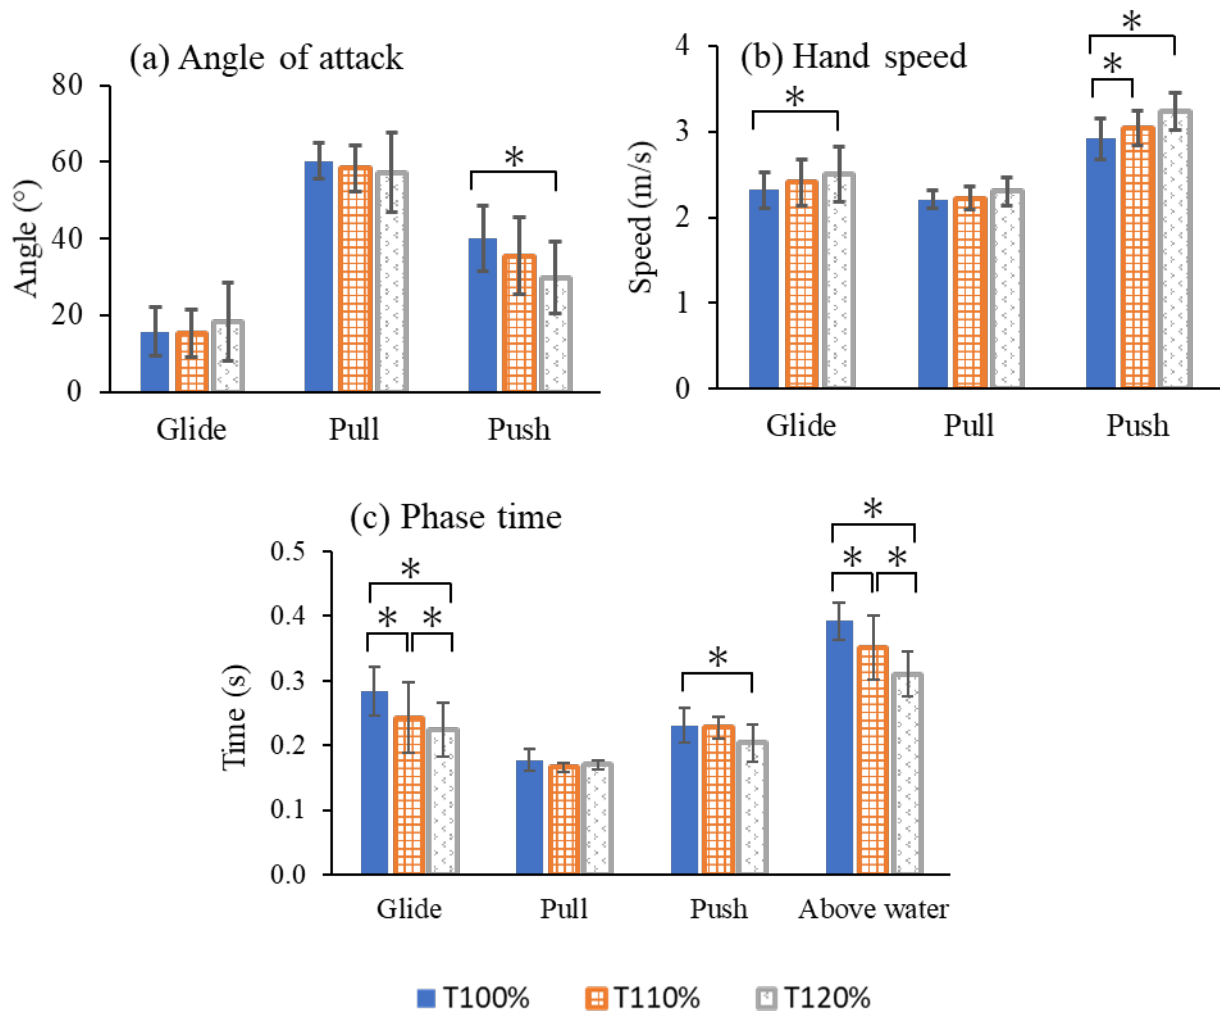 (a) Angle of attack
Angle (°)
80
60
40
20
0
*
Glide Pull Push
(b) Hand speed
Speed (m/s)
4
3
2
1
0
*
*
*
Glide Pull Push
(c) Phase time
Time (s)
0.5
0.4
0.3
0.2
0.1
0.0
*
* *
*
*
* *
Glide Pull Push Above water
T100% T110% T120%